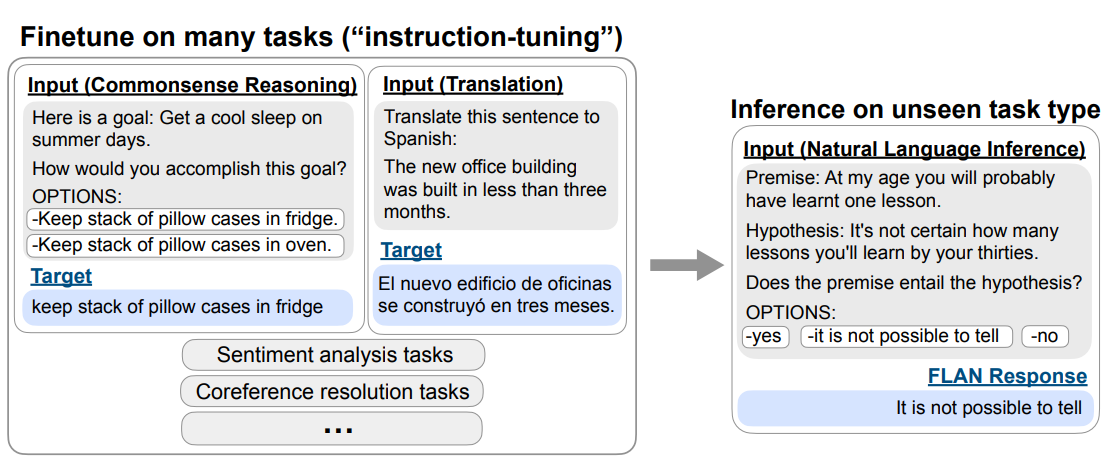 Finetune on many tasks (“instruction-tuning”)
Input (Commonsense Reasoning)
Here is a goal: Get a cool sleep on
summer days.
How would you accomplish this goal?
OPTIONS:
-Keep stack of pillow cases in fridge.
-Keep stack of pillow cases in oven.
Target
keep stack of pillow cases in fridge
Input (Translation)
Translate this sentence to
Spanish:
The new office building
was built in less than three
months.
Target
El nuevo edificio de oficinas
se construyó en tres meses.
Sentiment analysis tasks
Coreference resolution tasks
...
Inference on unseen task type
Input (Natural Language Inference)
Premise: At my age you will probably
have learnt one lesson.
Hypothesis: It's not certain how many
lessons you'll learn by your thirties.
Does the premise entail the hypothesis?
OPTIONS:
-yes -it is not possible to tell -no
FLAN Response
It is not possible to tell